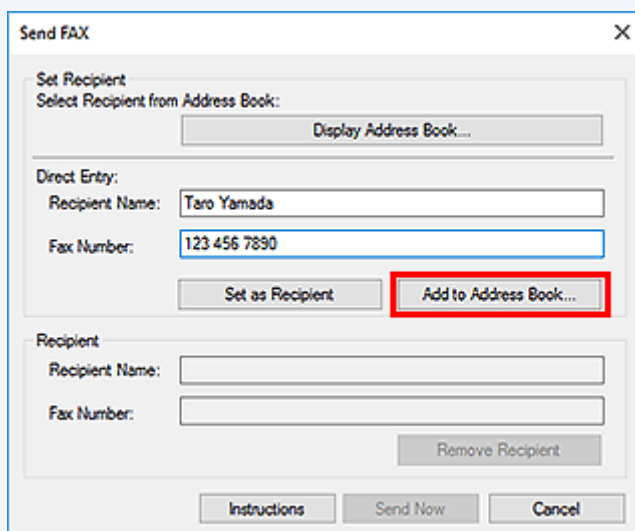 Send FAX
Set Recipient
Select Recipient from Address Book:
Display Address Book...
Direct Entry:
Recipient Name: Taro Yamada
Fax Number: 123 456 7890
Set as Recipient Add to Address Book...
Recipient
Recipient Name:
Fax Number:
Remove Recipient
Instructions Send Now Cancel